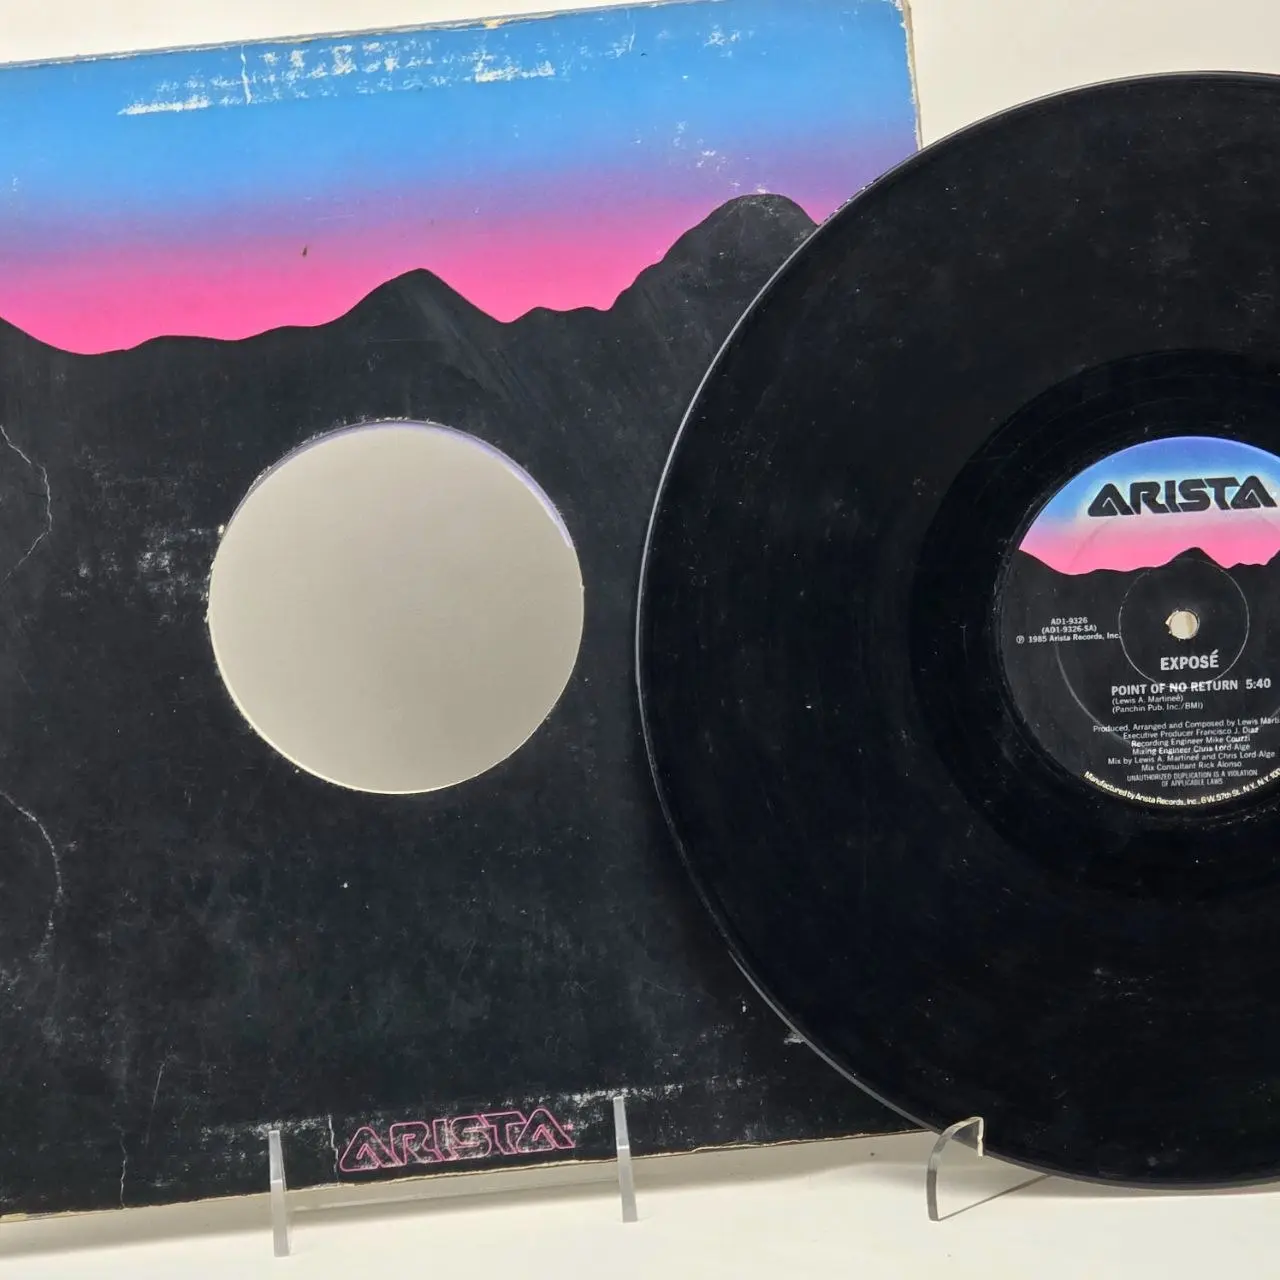 ARISTA
AD1-9326
(AD1-9326-SA)
℗ 1985 Arista Records, Inc.
EXPOSÉ
POINT OF NO RETURN 5:40
(Lewis A. Martineé)
(Panchin Pub. Inc./BMI)
Produced, Arranged and Composed by Lewis Marti
Executive Producer Francisco J. Diaz
Recording Engineer Mike Couzzi
Mixing Engineer Chris Lord-Alge
Mix by Lewis A. Martineé and Chris Lord-Alge
Mix Consultant Rick Alonso
UNAUTHORIZED DUPLICATION IS A VIOLATION
OF APPLICABLE LAWS
Manufactured by Arista Records, Inc., 6 W. 57th St., N.Y., N.Y. 100
ARISTA